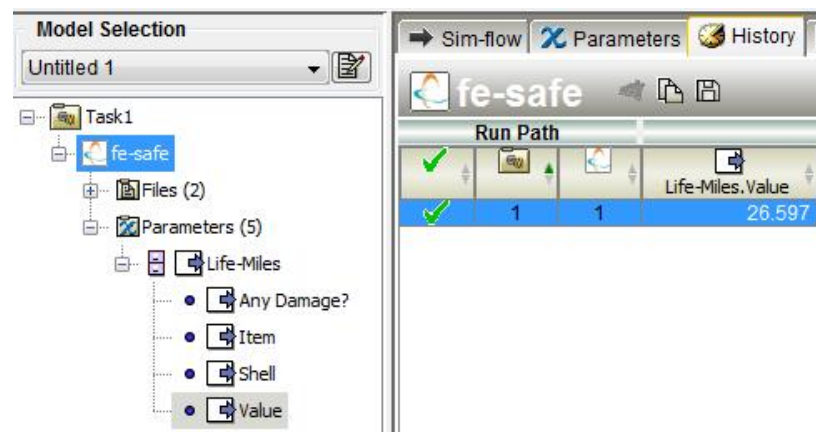 Model Selection
Untitled 1
Task1
fe-safe
Files (2)
Parameters (5)
Life-Miles
Any Damage?
Item
Shell
Value
Sim-flow Parameters History
fe-safe
Run Path
Life-Miles.Value
1 1 26.597